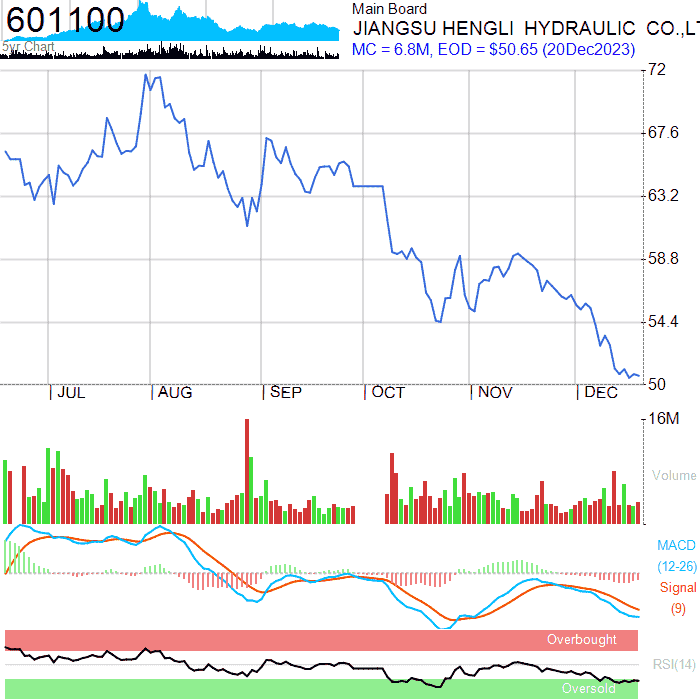 601100
5yr Chart
Main Board
JIANGSU HENGLI HYDRAULIC CO.,LT
MC = 6.8M, EOD = $50.65 (20Dec2023)
72
67.6
63.2
58.8
54.4
50
JUL AUG SEP OCT NOV DEC
16M
Volume
MACD
(12-26)
Signal
(9)
Overbought
RSI(14)
Oversold